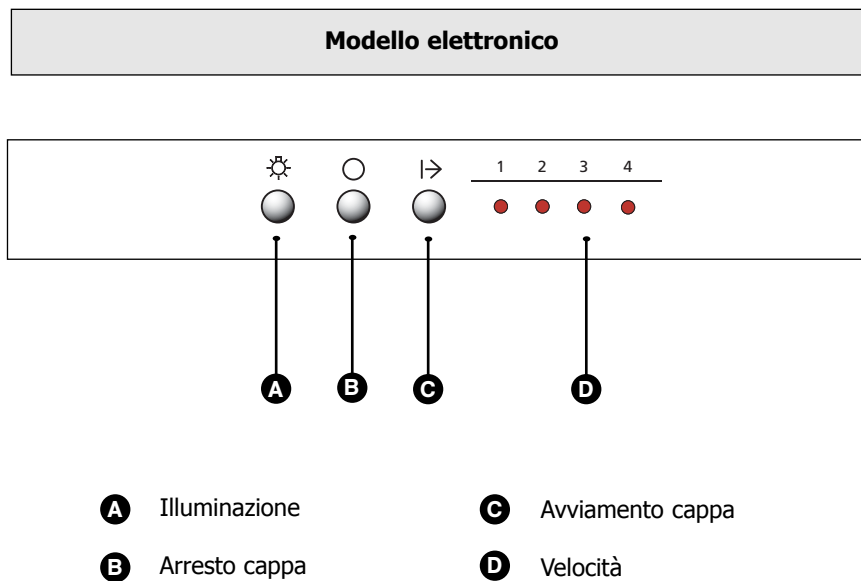 Modello elettronico
1 2 3 4
A B C D
A Illuminazione
B Arresto cappa
C Avviamento cappa
D Velocità